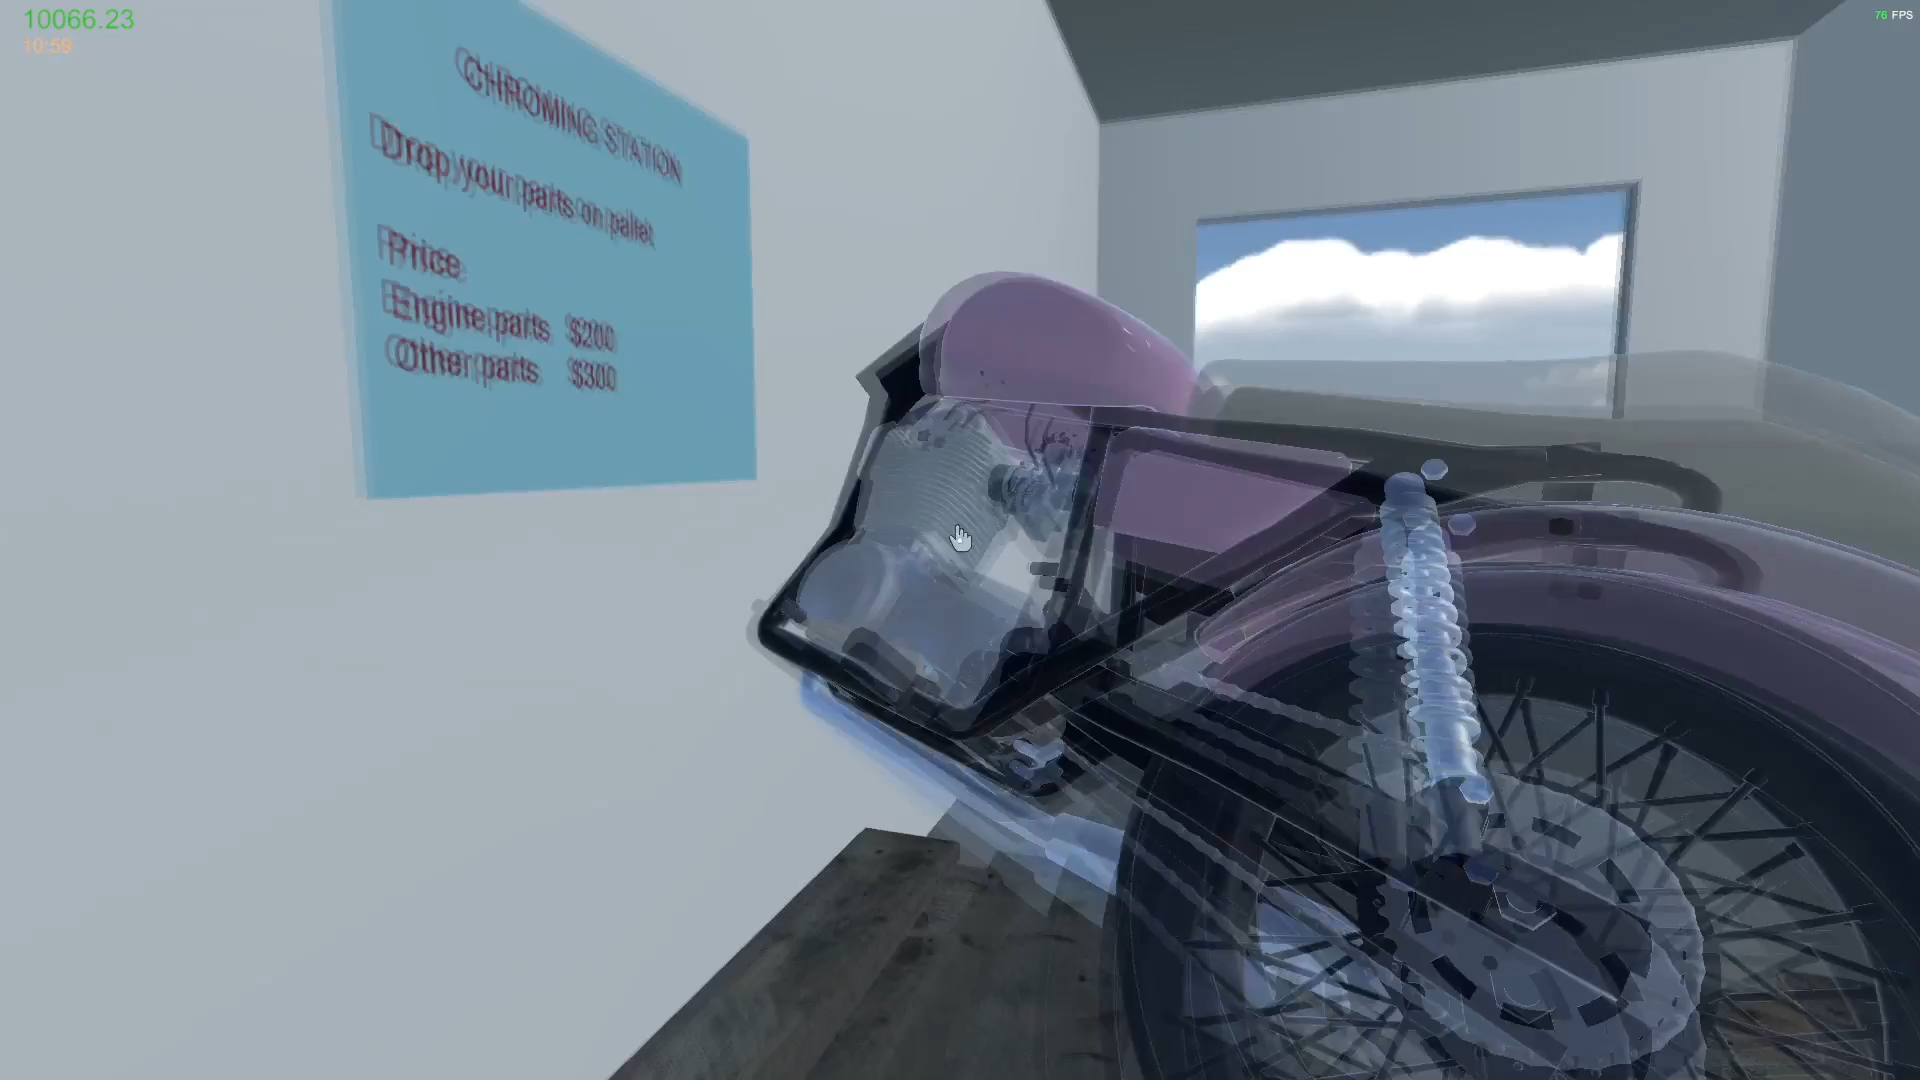 10066.23
10:59
76 FPS
CHROMING STATION
Drop your parts on pallet
Price
Engine parts $200
Other parts $300